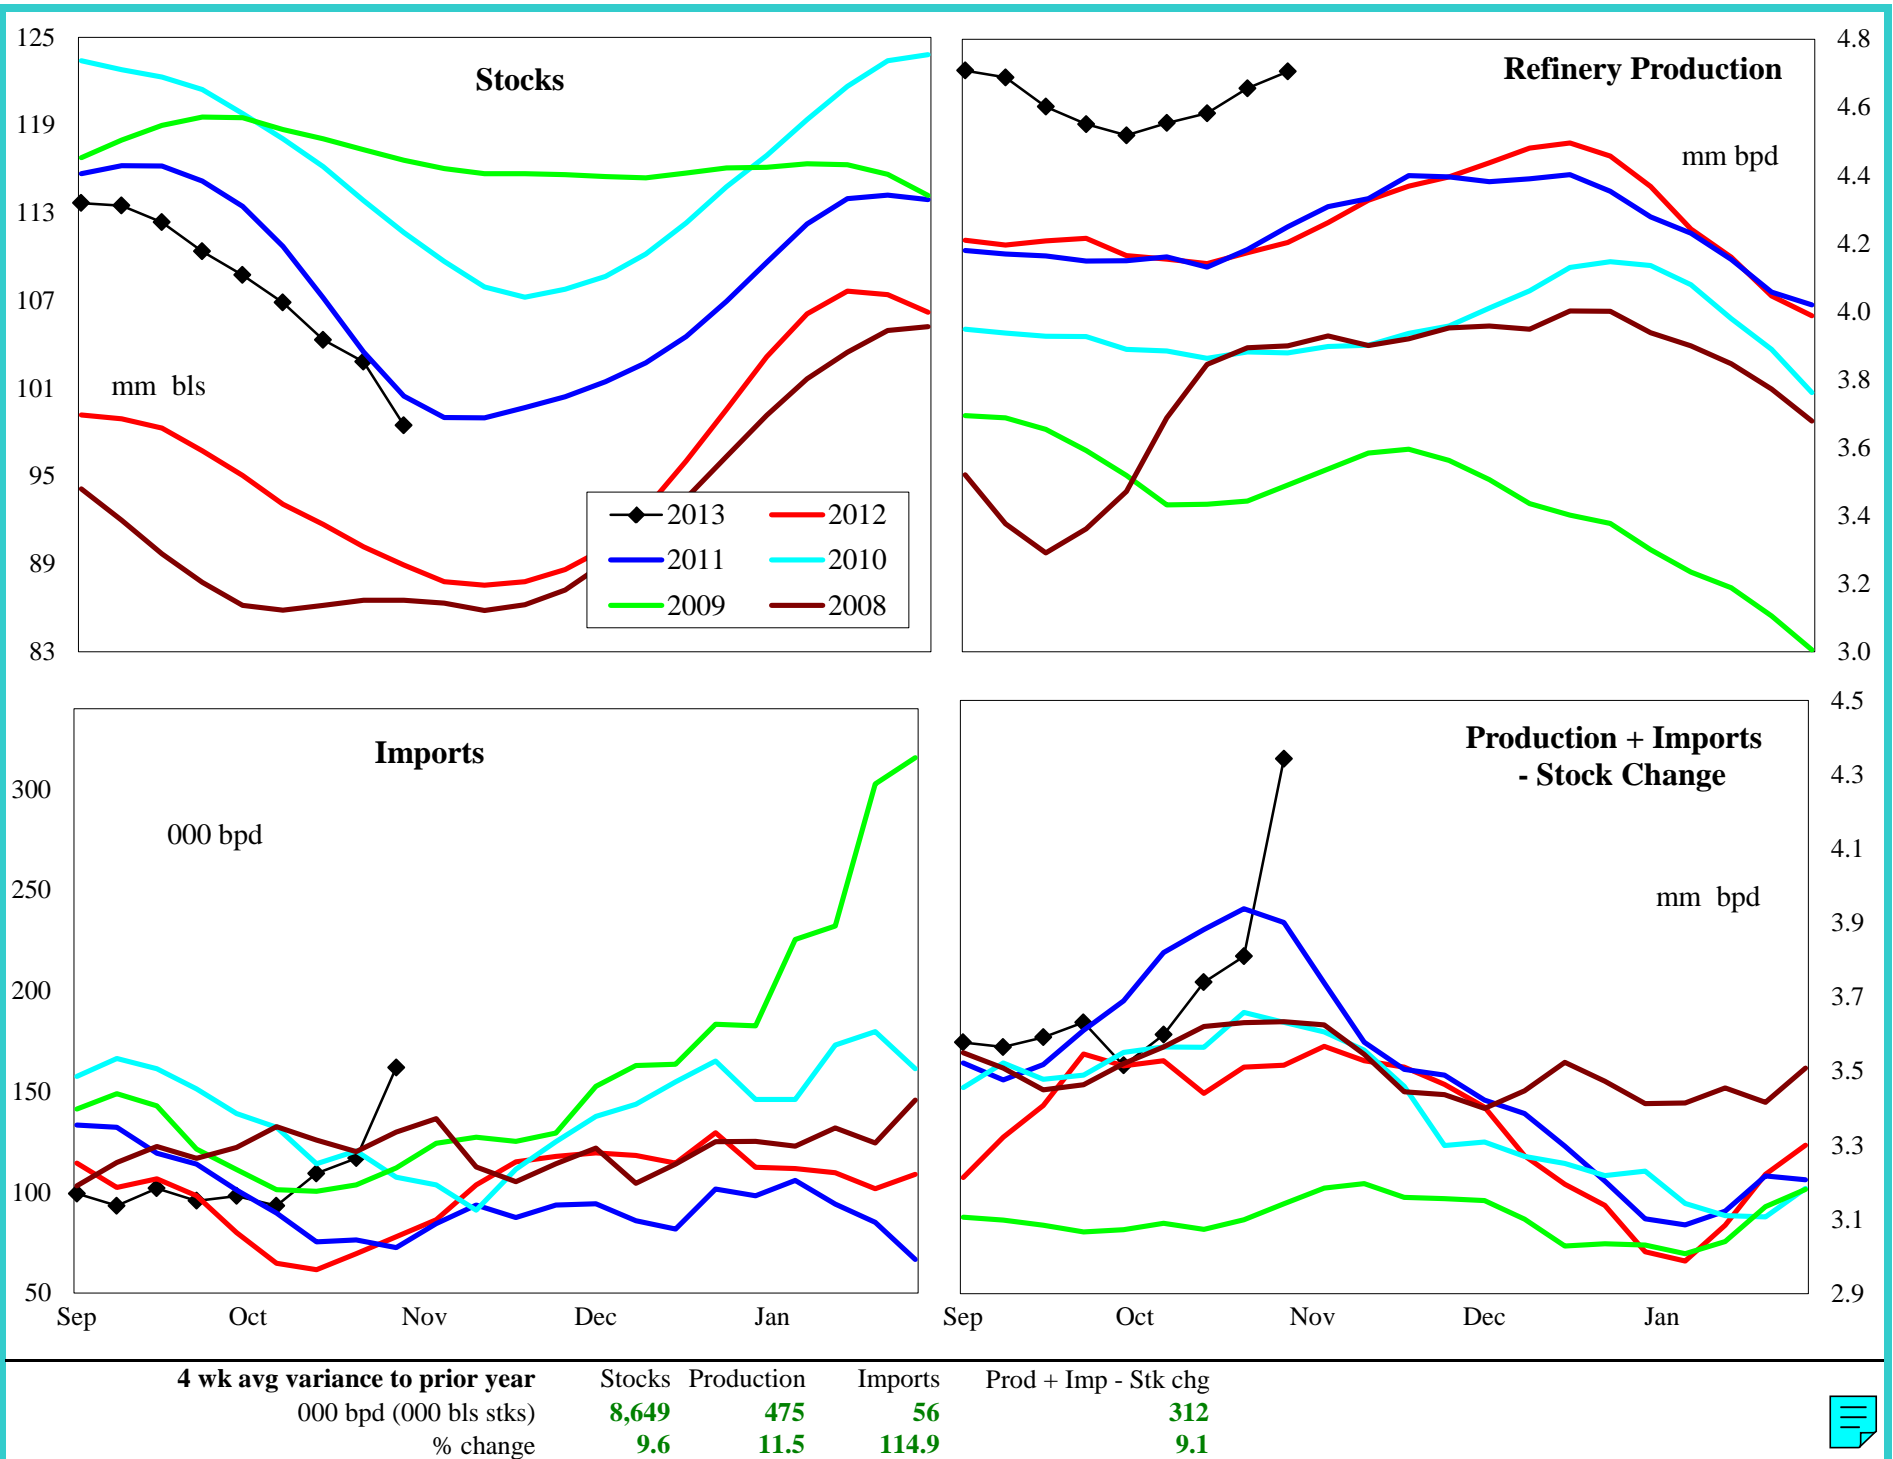 125
119
113
107
101
95
89
83
Stocks
mm bls
2013 2012
2011 2010
2009 2008
Refinery Production
mm bpd
4.8
4.6
4.4
4.2
4.0
3.8
3.6
3.4
3.2
3.0
Imports
000 bpd
300
250
200
150
100
50
Sep Oct Nov Dec Jan
Production + Imports
- Stock Change
mm bpd
4.5
4.3
4.1
3.9
3.7
3.5
3.3
3.1
2.9
Sep Oct Nov Dec Jan
4 wk avg variance to prior year Stocks Production Imports Prod + Imp - Stk chg
000 bpd (000 bls stks) 8,649 475 56 312
% change 9.6 11.5 114.9 9.1